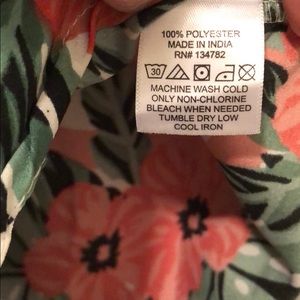 100% POLYESTER
MADE IN INDIA
RN# 134782
30
MACHINE WASH COLD
ONLY NON-CHLORINE
BLEACH WHEN NEEDED
TUMBLE DRY LOW
COOL IRON